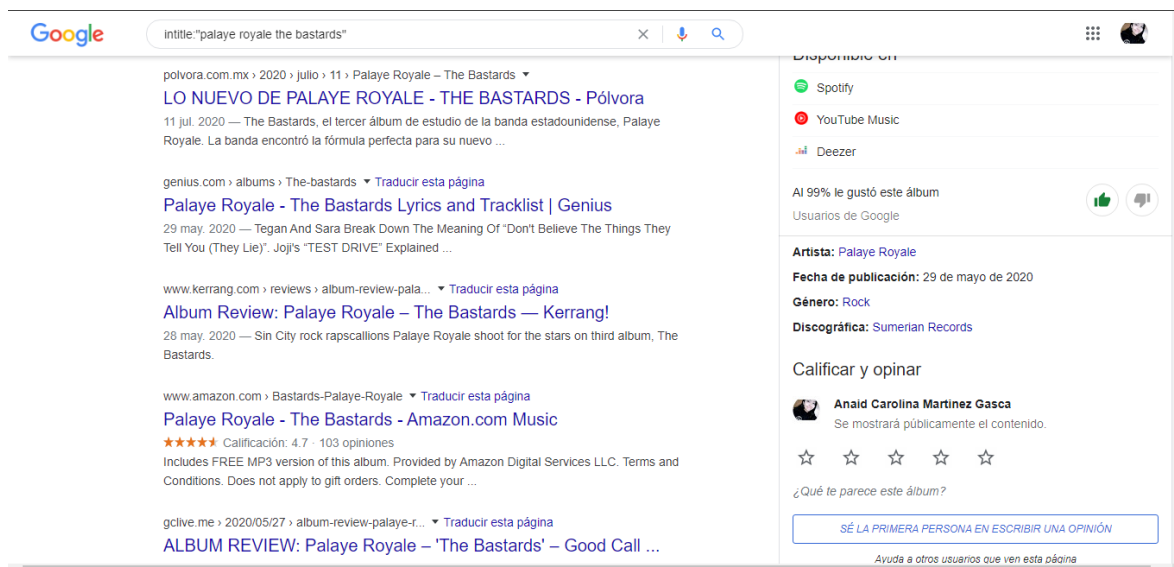 Google
intitle:"palaye royale the bastards"
polvora.com.mx › 2020 › julio › 11 › Palaye Royale – The Bastards
LO NUEVO DE PALAYE ROYALE - THE BASTARDS - Pólvora
11 jul. 2020 — The Bastards, el tercer álbum de estudio de la banda estadounidense, Palaye
Royale. La banda encontró la fórmula perfecta para su nuevo ...
genius.com › albums › The-bastards Traducir esta página
Palaye Royale - The Bastards Lyrics and Tracklist | Genius
29 may. 2020 — Tegan And Sara Break Down The Meaning Of “Don't Believe The Things They
Tell You (They Lie)”. Joji's “TEST DRIVE” Explained ...
www.kerrang.com › reviews › album-review-pala... Traducir esta página
Album Review: Palaye Royale – The Bastards — Kerrang!
28 may. 2020 — Sin City rock rapscallions Palaye Royale shoot for the stars on third album, The
Bastards.
www.amazon.com › Bastards-Palaye-Royale Traducir esta página
Palaye Royale - The Bastards - Amazon.com Music
Calificación: 4.7 · 103 opiniones
Includes FREE MP3 version of this album. Provided by Amazon Digital Services LLC. Terms and
Conditions. Does not apply to gift orders. Complete your ...
gclive.me › 2020/05/27 › album-review-palaye-r... Traducir esta página
ALBUM REVIEW: Palaye Royale – 'The Bastards' – Good Call ...
Disponible en
Spotify
YouTube Music
Deezer
Al 99% le gustó este álbum
Usuarios de Google
Artista: Palaye Royale
Fecha de publicación: 29 de mayo de 2020
Género: Rock
Discográfica: Sumerian Records
Calificar y opinar
Anaid Carolina Martinez Gasca
Se mostrará públicamente el contenido.
¿Qué te parece este álbum?
SÉ LA PRIMERA PERSONA EN ESCRIBIR UNA OPINIÓN
Ayuda a otros usuarios que ven esta página